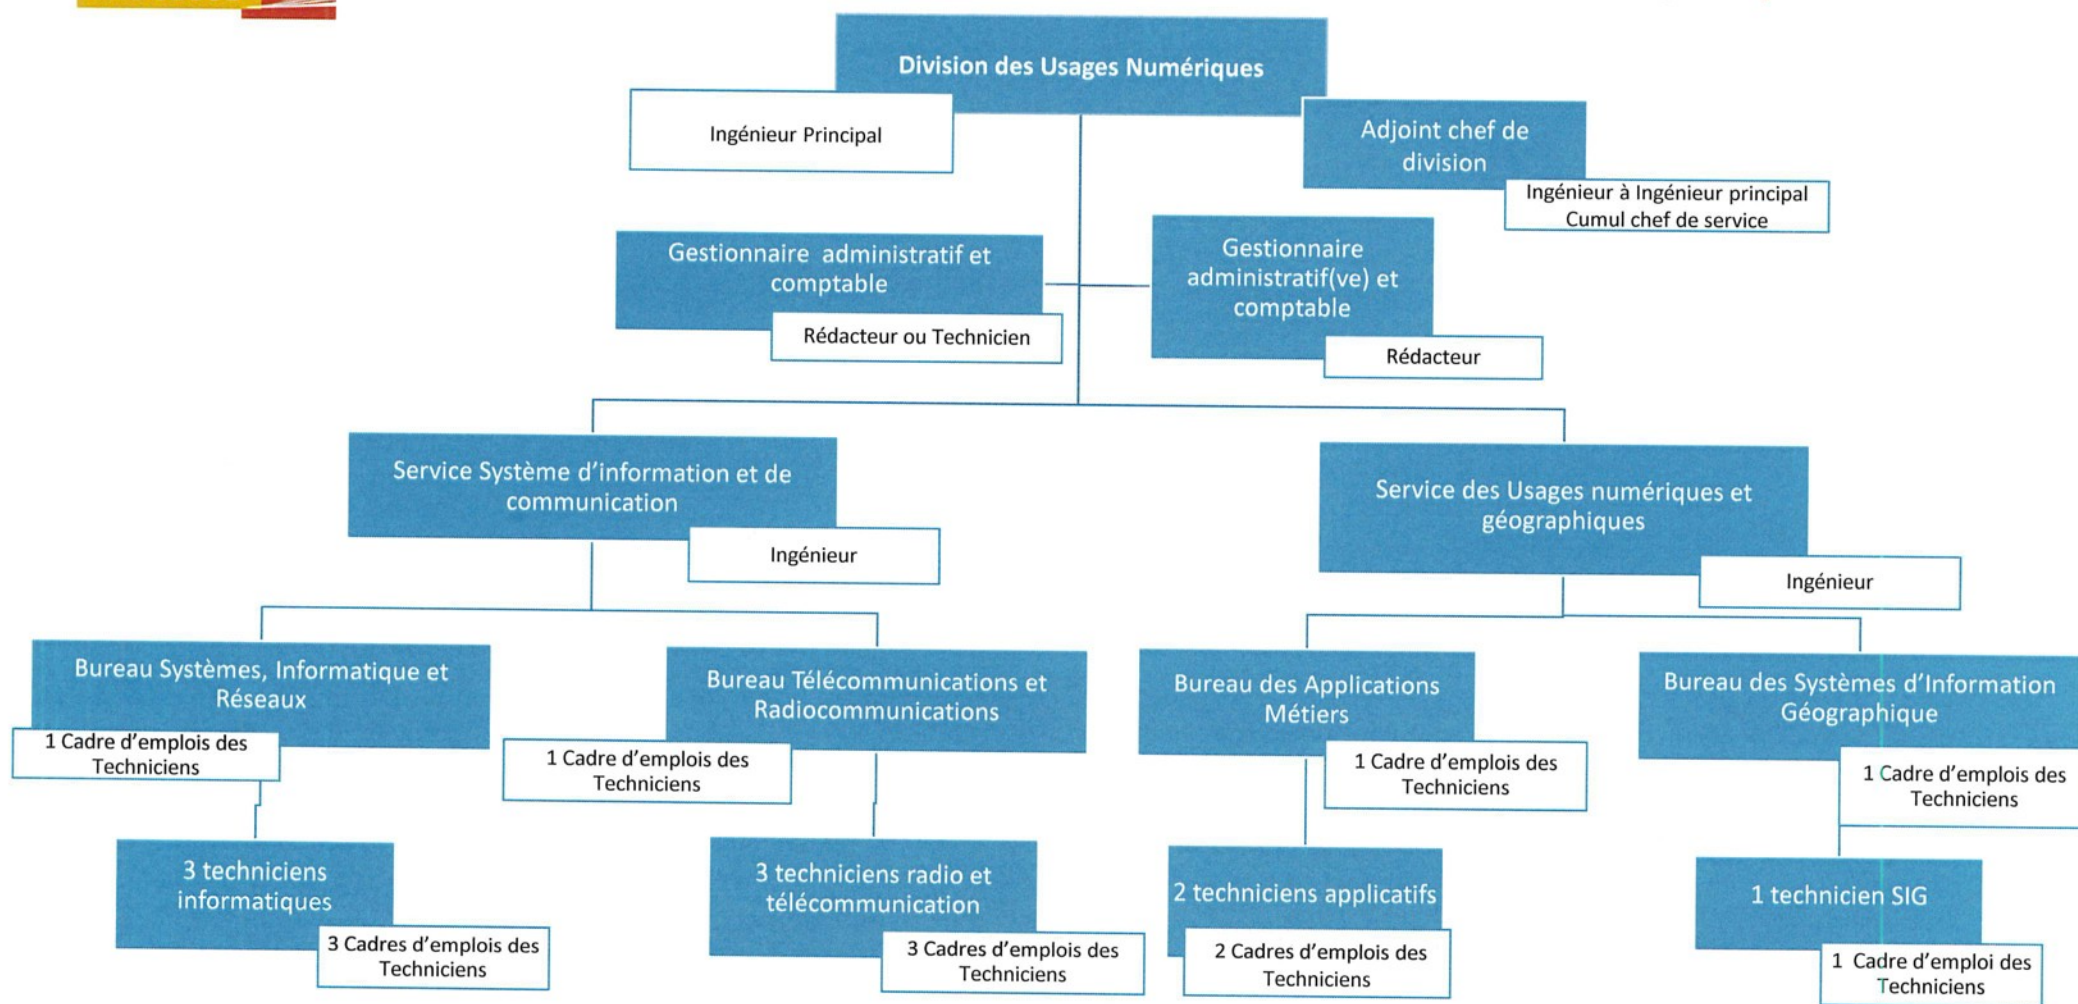 Division des Usages Numériques
Ingénieur Principal
Adjoint chef de
division
Ingénieur à Ingénieur principal
Cumul chef de service
Gestionnaire administratif et
comptable
Rédacteur ou Technicien
Gestionnaire
administratif(ve) et
comptable
Rédacteur
Service Système d'information et de
communication
Ingénieur
Service des Usages numériques et
géographiques
Ingénieur
Bureau Systèmes, Informatique et
Réseaux
1 Cadre d'emplois des
Techniciens
Bureau Télécommunications et
Radiocommunications
1 Cadre d'emplois des
Techniciens
Bureau des Applications
Métiers
1 Cadre d'emplois des
Techniciens
Bureau des Systèmes d'Information
Géographique
1 Cadre d'emplois des
Techniciens
3 techniciens
informatiques
3 Cadres d'emplois des
Techniciens
3 techniciens radio et
télécommunication
3 Cadres d'emplois des
Techniciens
2 techniciens applicatifs
2 Cadres d'emplois des
Techniciens
1 technicien SIG
1 Cadre d'emploi des
Techniciens